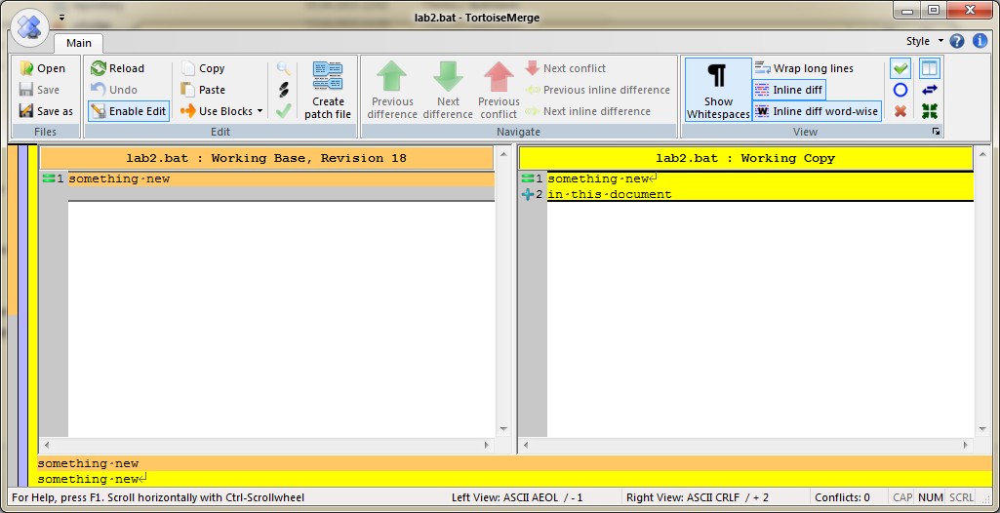 lab2.bat - TortoiseMerge
Main
Style
Open
Save
Save as
Files
Reload
Undo
Enable Edit
Copy
Paste
Use Blocks
Edit
Create
patch file
Previous
difference
Next
difference
Previous
conflict
Next conflict
Previous inline difference
Next inline difference
Navigate
Show
Whitespaces
Wrap long lines
Inline diff
Inline diff word-wise
View
lab2.bat : Working Base, Revision 18
1 something·new
lab2.bat : Working Copy
1 something·new↵
2 in·this·document
something·new
something·new↵
For Help, press F1. Scroll horizontally with Ctrl-Scrollwheel
Left View: ASCII AEOL / - 1
Right View: ASCII CRLF / + 2
Conflicts: 0
CAP
NUM
SCRL